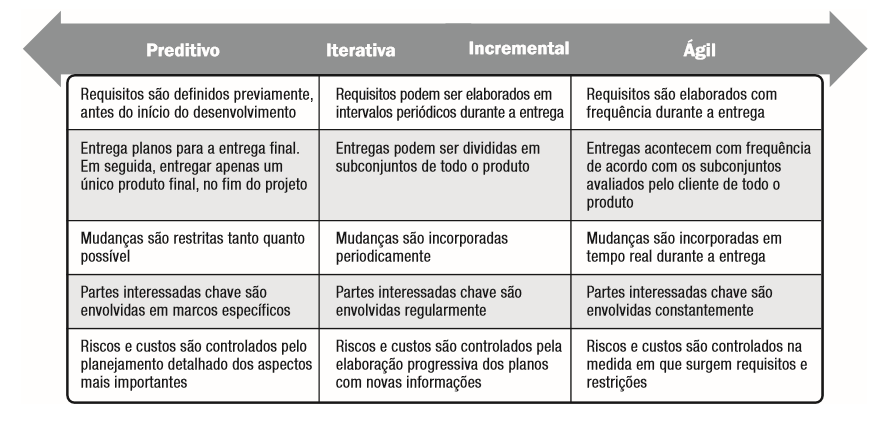 Preditivo Iterativa Incremental Ágil
Requisitos são definidos previamente,
antes do início do desenvolvimento
Requisitos podem ser elaborados em
intervalos periódicos durante a entrega
Requisitos são elaborados com
frequência durante a entrega
Entrega planos para a entrega final.
Em seguida, entregar apenas um
único produto final, no fim do projeto
Entregas podem ser divididas em
subconjuntos de todo o produto
Entregas acontecem com frequência
de acordo com os subconjuntos
avaliados pelo cliente de todo o
produto
Mudanças são restritas tanto quanto
possível
Mudanças são incorporadas
periodicamente
Mudanças são incorporadas em
tempo real durante a entrega
Partes interessadas chave são
envolvidas em marcos específicos
Partes interessadas chave são
envolvidas regularmente
Partes interessadas chave são
envolvidas constantemente
Riscos e custos são controlados pelo
planejamento detalhado dos aspectos
mais importantes
Riscos e custos são controlados pela
elaboração progressiva dos planos
com novas informações
Riscos e custos são controlados na
medida em que surgem requisitos e
restrições